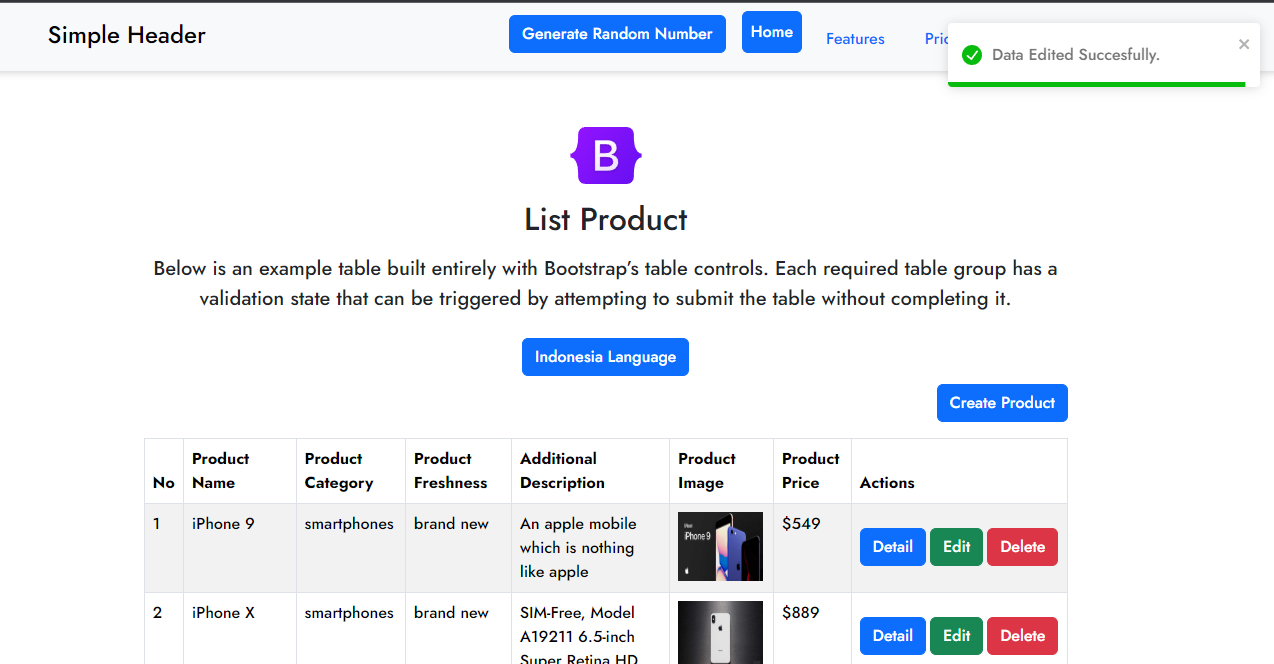 Simple Header
Generate Random Number
Home
Features
Data Edited Succesfully.
B
List Product
Below is an example table built entirely with Bootstrap’s table controls. Each required table group has a
validation state that can be triggered by attempting to submit the table without completing it.
Indonesia Language
Create Product
No
Product
Name
Product
Category
Product
Freshness
Additional
Description
Product
Image
Product
Price
Actions
1
iPhone 9
smartphones
brand new
An apple mobile
which is nothing
like apple
iPhone 9
$549
Detail
Edit
Delete
2
iPhone X
smartphones
brand new
SIM-Free, Model
A19211 6.5-inch
Super Retina HD
$889
Detail
Edit
Delete